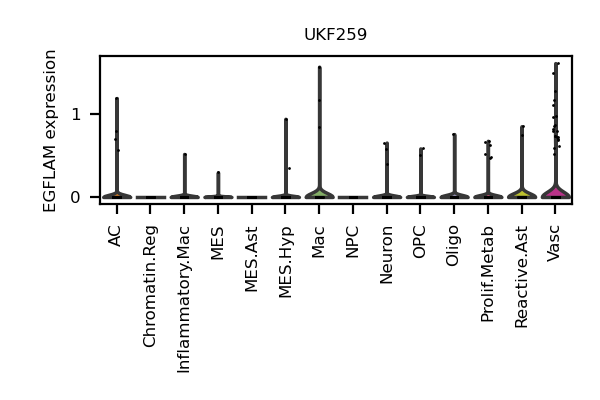 UKF259
EGFLAM expression
1
0
AC
Chromatin.Reg
Inflammatory.Mac
MES
MES.Ast
MES.Hyp
Mac
NPC
Neuron
OPC
Oligo
Prolif.Metab
Reactive.Ast
Vasc